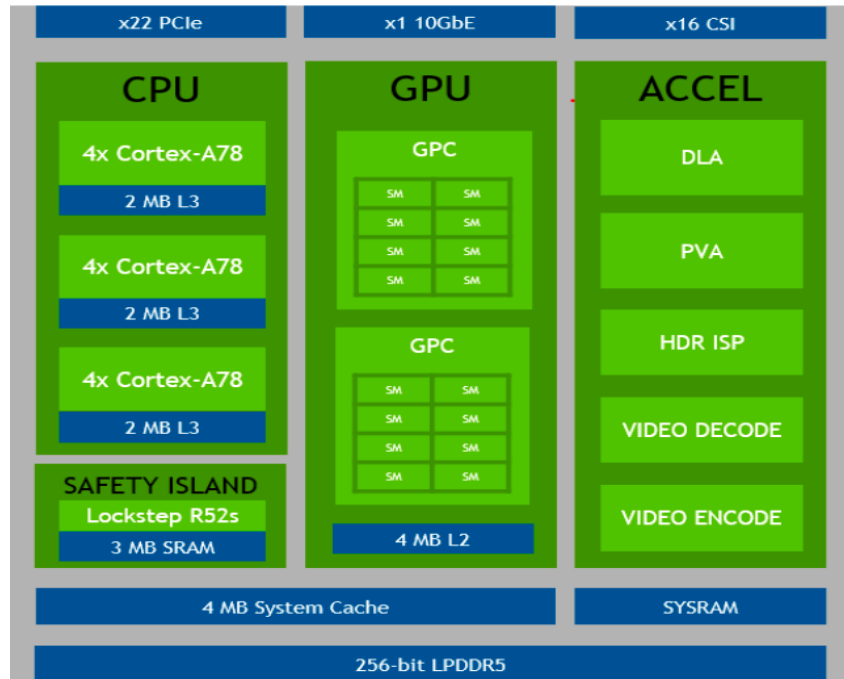 x22 PCIe
x1 10GbE
x16 CSI
CPU
4x Cortex-A78
2 MB L3
4x Cortex-A78
2 MB L3
4x Cortex-A78
2 MB L3
SAFETY ISLAND
Lockstep R52s
3 MB SRAM
GPU
GPC
SM SM
SM SM
SM SM
SM SM
GPC
SM SM
SM SM
SM SM
SM SM
4 MB L2
ACCEL
DLA
PVA
HDR ISP
VIDEO DECODE
VIDEO ENCODE
4 MB System Cache
SYSRAM
256-bit LPDDR5